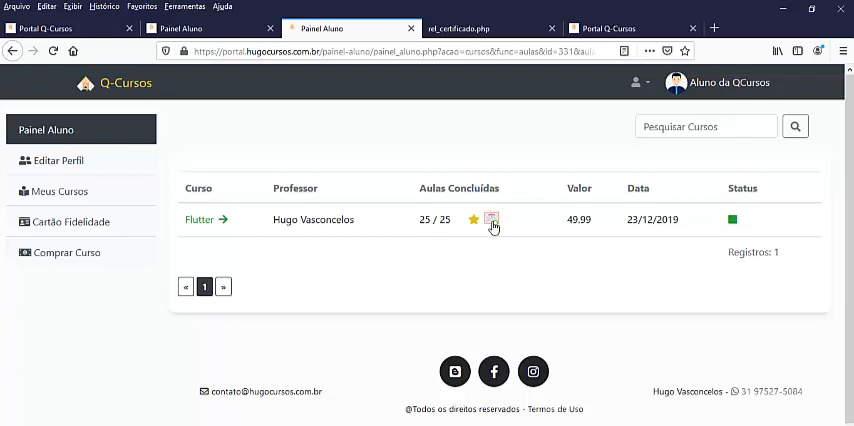 Arquivo Editar Exibir Histórico Favoritos Ferramentas Ajuda
Portal Q-Cursos Painel Aluno Painel Aluno rel_certificado.php Portal Q-Cursos
https://portal.hugocursos.com.br/painel-aluno/painel_aluno.php?acao=cursos&func=aulas&id=331&aula
Q-Cursos Aluno da QCursos
Painel Aluno Pesquisar Cursos
Editar Perfil
Meus Cursos
Cartão Fidelidade
Comprar Curso
Curso Professor Aulas Concluídas Valor Data Status
Flutter Hugo Vasconcelos 25 / 25 49.99 23/12/2019
Registros: 1
« 1 »
contato@hugocursos.com.br Hugo Vasconcelos - 31 97527-5084
@Todos os direitos reservados - Termos de Uso